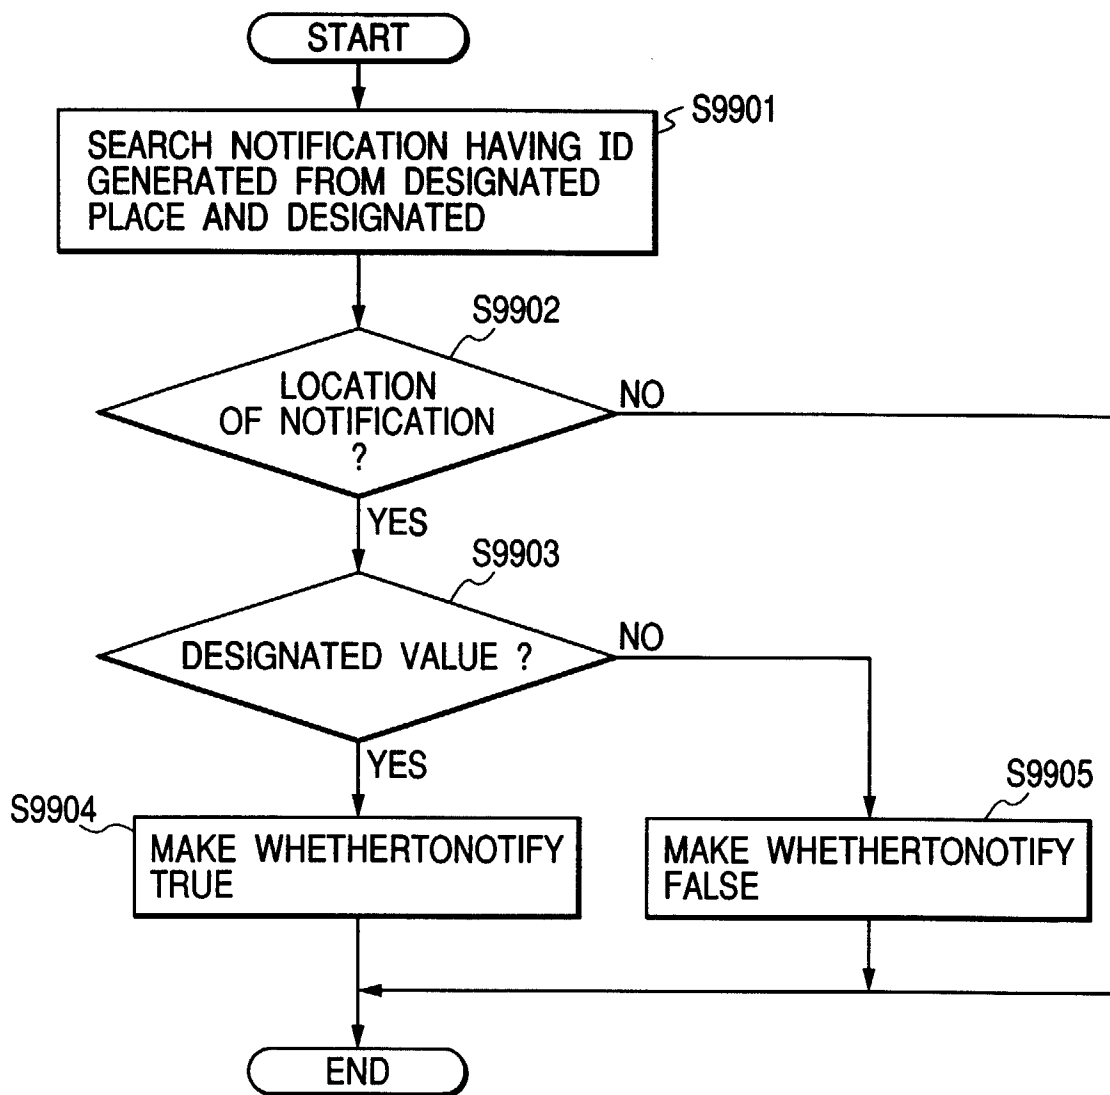 START
S9901
SEARCH NOTIFICATION HAVING ID
GENERATED FROM DESIGNATED
PLACE AND DESIGNATED
S9902
LOCATION
OF NOTIFICATION
?
NO
YES
S9903
DESIGNATED VALUE ?
NO
YES
S9904
MAKE WHETHERTONOTIFY
TRUE
S9905
MAKE WHETHERTONOTIFY
FALSE
END